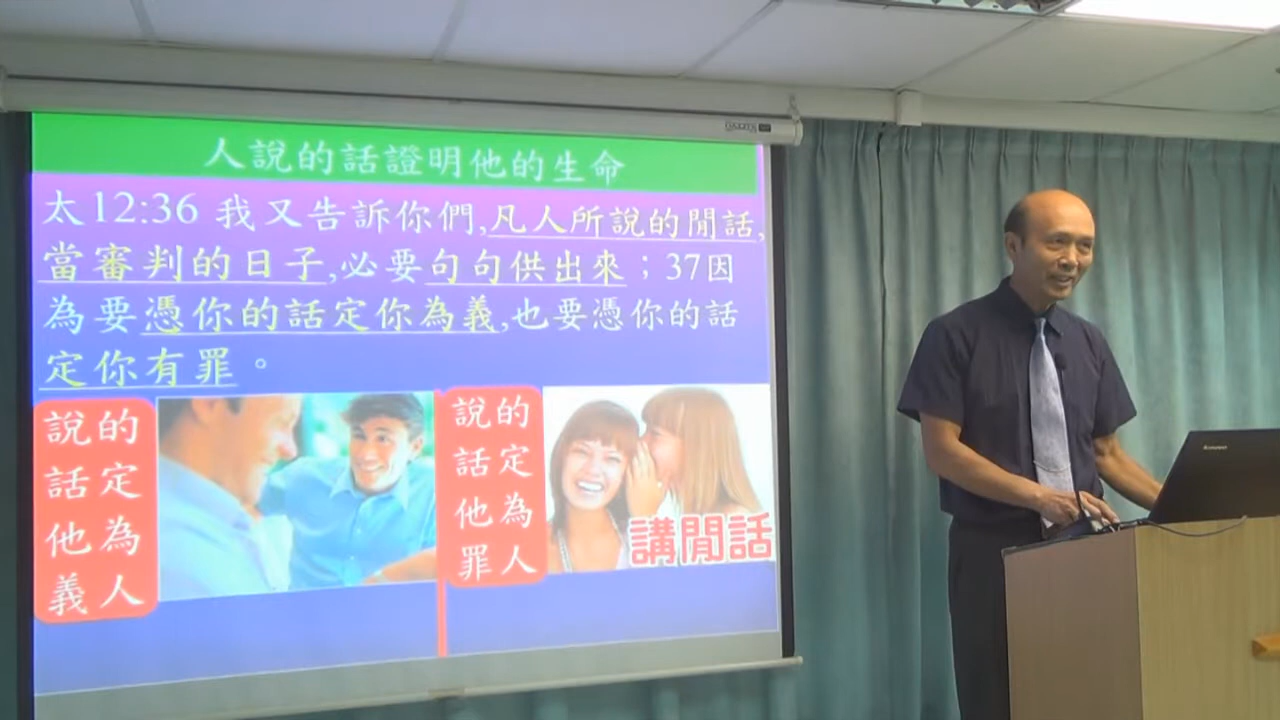 人說的話證明他的生命
太12:36 我又告訴你們,凡人所說的閒話,
當審判的日子,必要句句供出來；37因
為要憑你的話定你為義,也要憑你的話
定你有罪。
說的
話定
他為
義人
說的
話定
他為
罪人
講閒話
lenovo